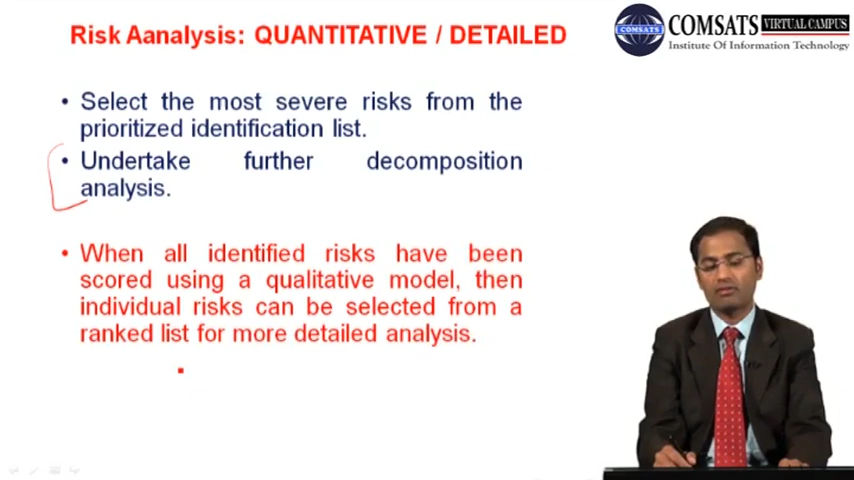 Risk Aanalysis: QUANTITATIVE / DETAILED
COMSATS VIRTUAL CAMPUS
Institute Of Information Technology
COMSATS
• Select the most severe risks from the
prioritized identification list.
• Undertake further decomposition
analysis.
• When all identified risks have been
scored using a qualitative model, then
individual risks can be selected from a
ranked list for more detailed analysis.